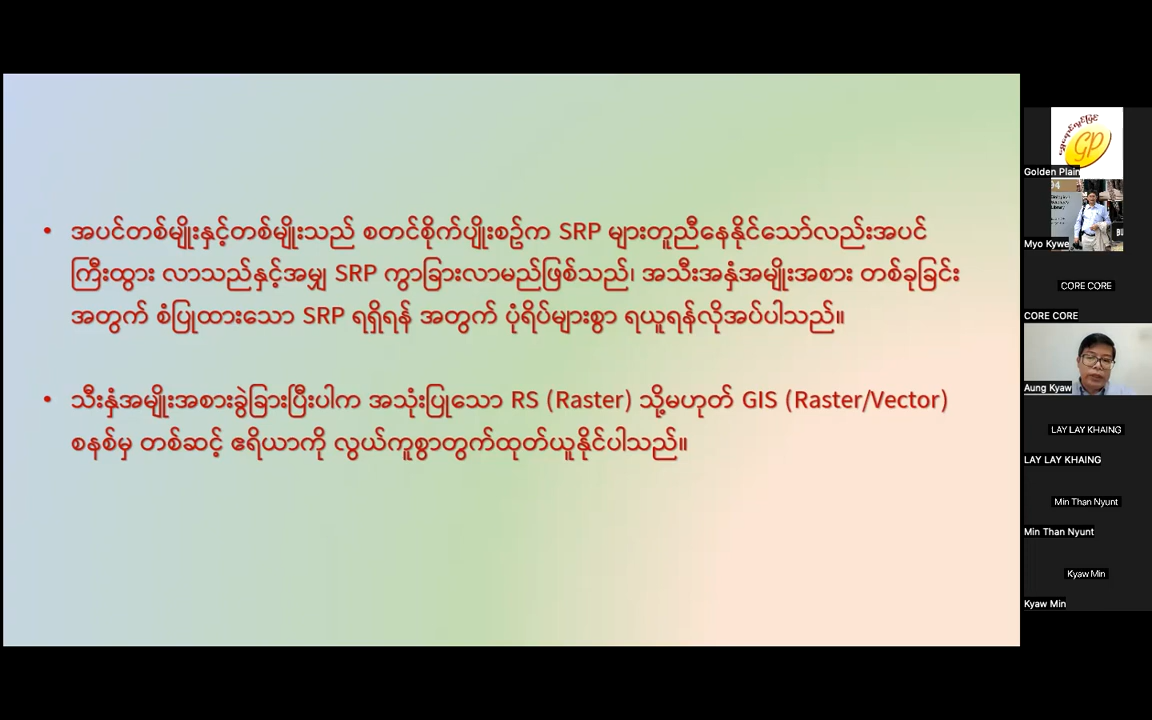 • အပင်တစ်မျိုးနှင့်တစ်မျိုးသည် စတင်စိုက်ပျိုးစဥ်က SRP များတူညီနေနိုင်သော်လည်းအပင်
ကြီးထွား လာသည်နှင့်အမျှ SRP ကွာခြားလာမည်ဖြစ်သည်၊ အသီးအနှံအမျိုးအစား တစ်ခုခြင်း
အတွက် စံပြုထားသော SRP ရရှိရန် အတွက် ပုံရိပ်များစွာ ရယူရန်လိုအပ်ပါသည်။
• သီးနှံအမျိုးအစားခွဲခြားပြီးပါက အသုံးပြုသော RS (Raster) သို့မဟုတ် GIS (Raster/Vector)
စနစ်မှ တစ်ဆင့် ဧရိယာကို လွယ်ကူစွာတွက်ထုတ်ယူနိုင်ပါသည်။
GP
Golden Plain
Myo Kywe
CORE CORE
CORE CORE
Aung Kyaw
LAY LAY KHAING
LAY LAY KHAING
Min Than Nyunt
Min Than Nyunt
Kyaw Min
Kyaw Min